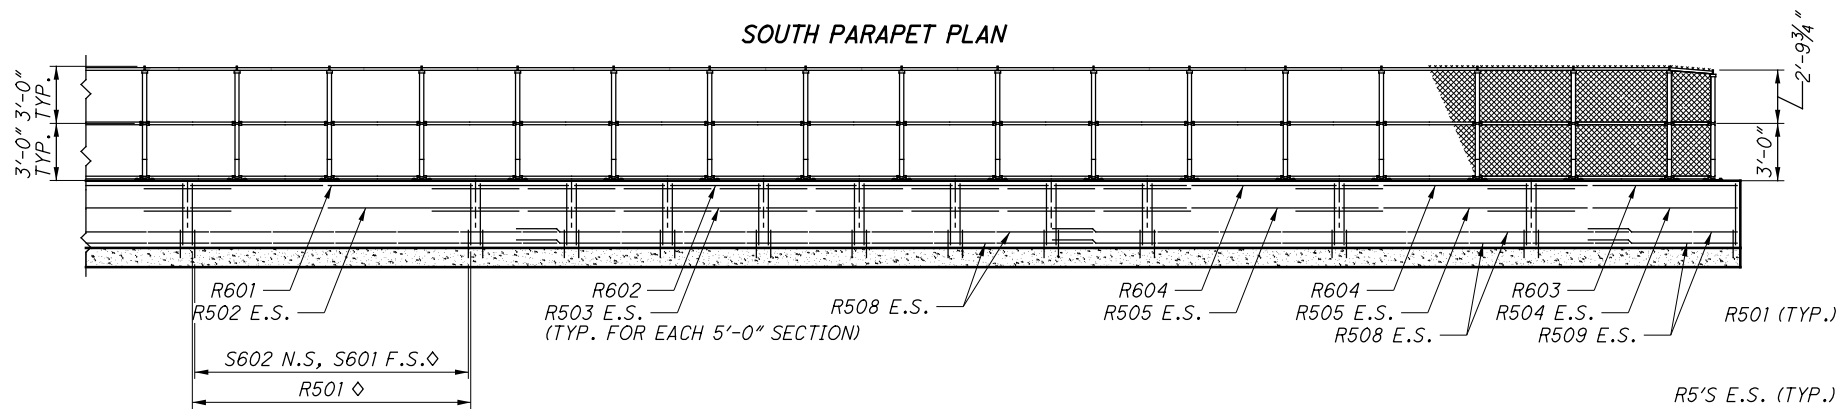 SOUTH PARAPET PLAN
3'-0" TYP.
3'-0" TYP.
2'-9¾"
3'-0"
R601
R502 E.S.
R602
R503 E.S.
(TYP. FOR EACH 5'-0" SECTION)
R508 E.S.
R604
R505 E.S.
R604
R505 E.S.
R508 E.S.
R603
R504 E.S.
R509 E.S.
R501 (TYP.)
S602 N.S, S601 F.S.◊
R501 ◊
R5'S E.S. (TYP.)